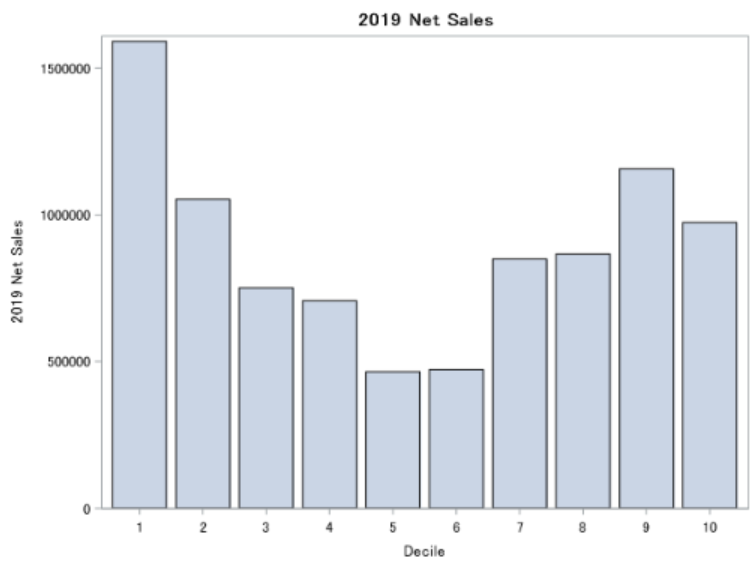 2019 Net Sales
1500000
1000000
500000
0
2019 Net Sales
1 2 3 4 5 6 7 8 9 10
Decile